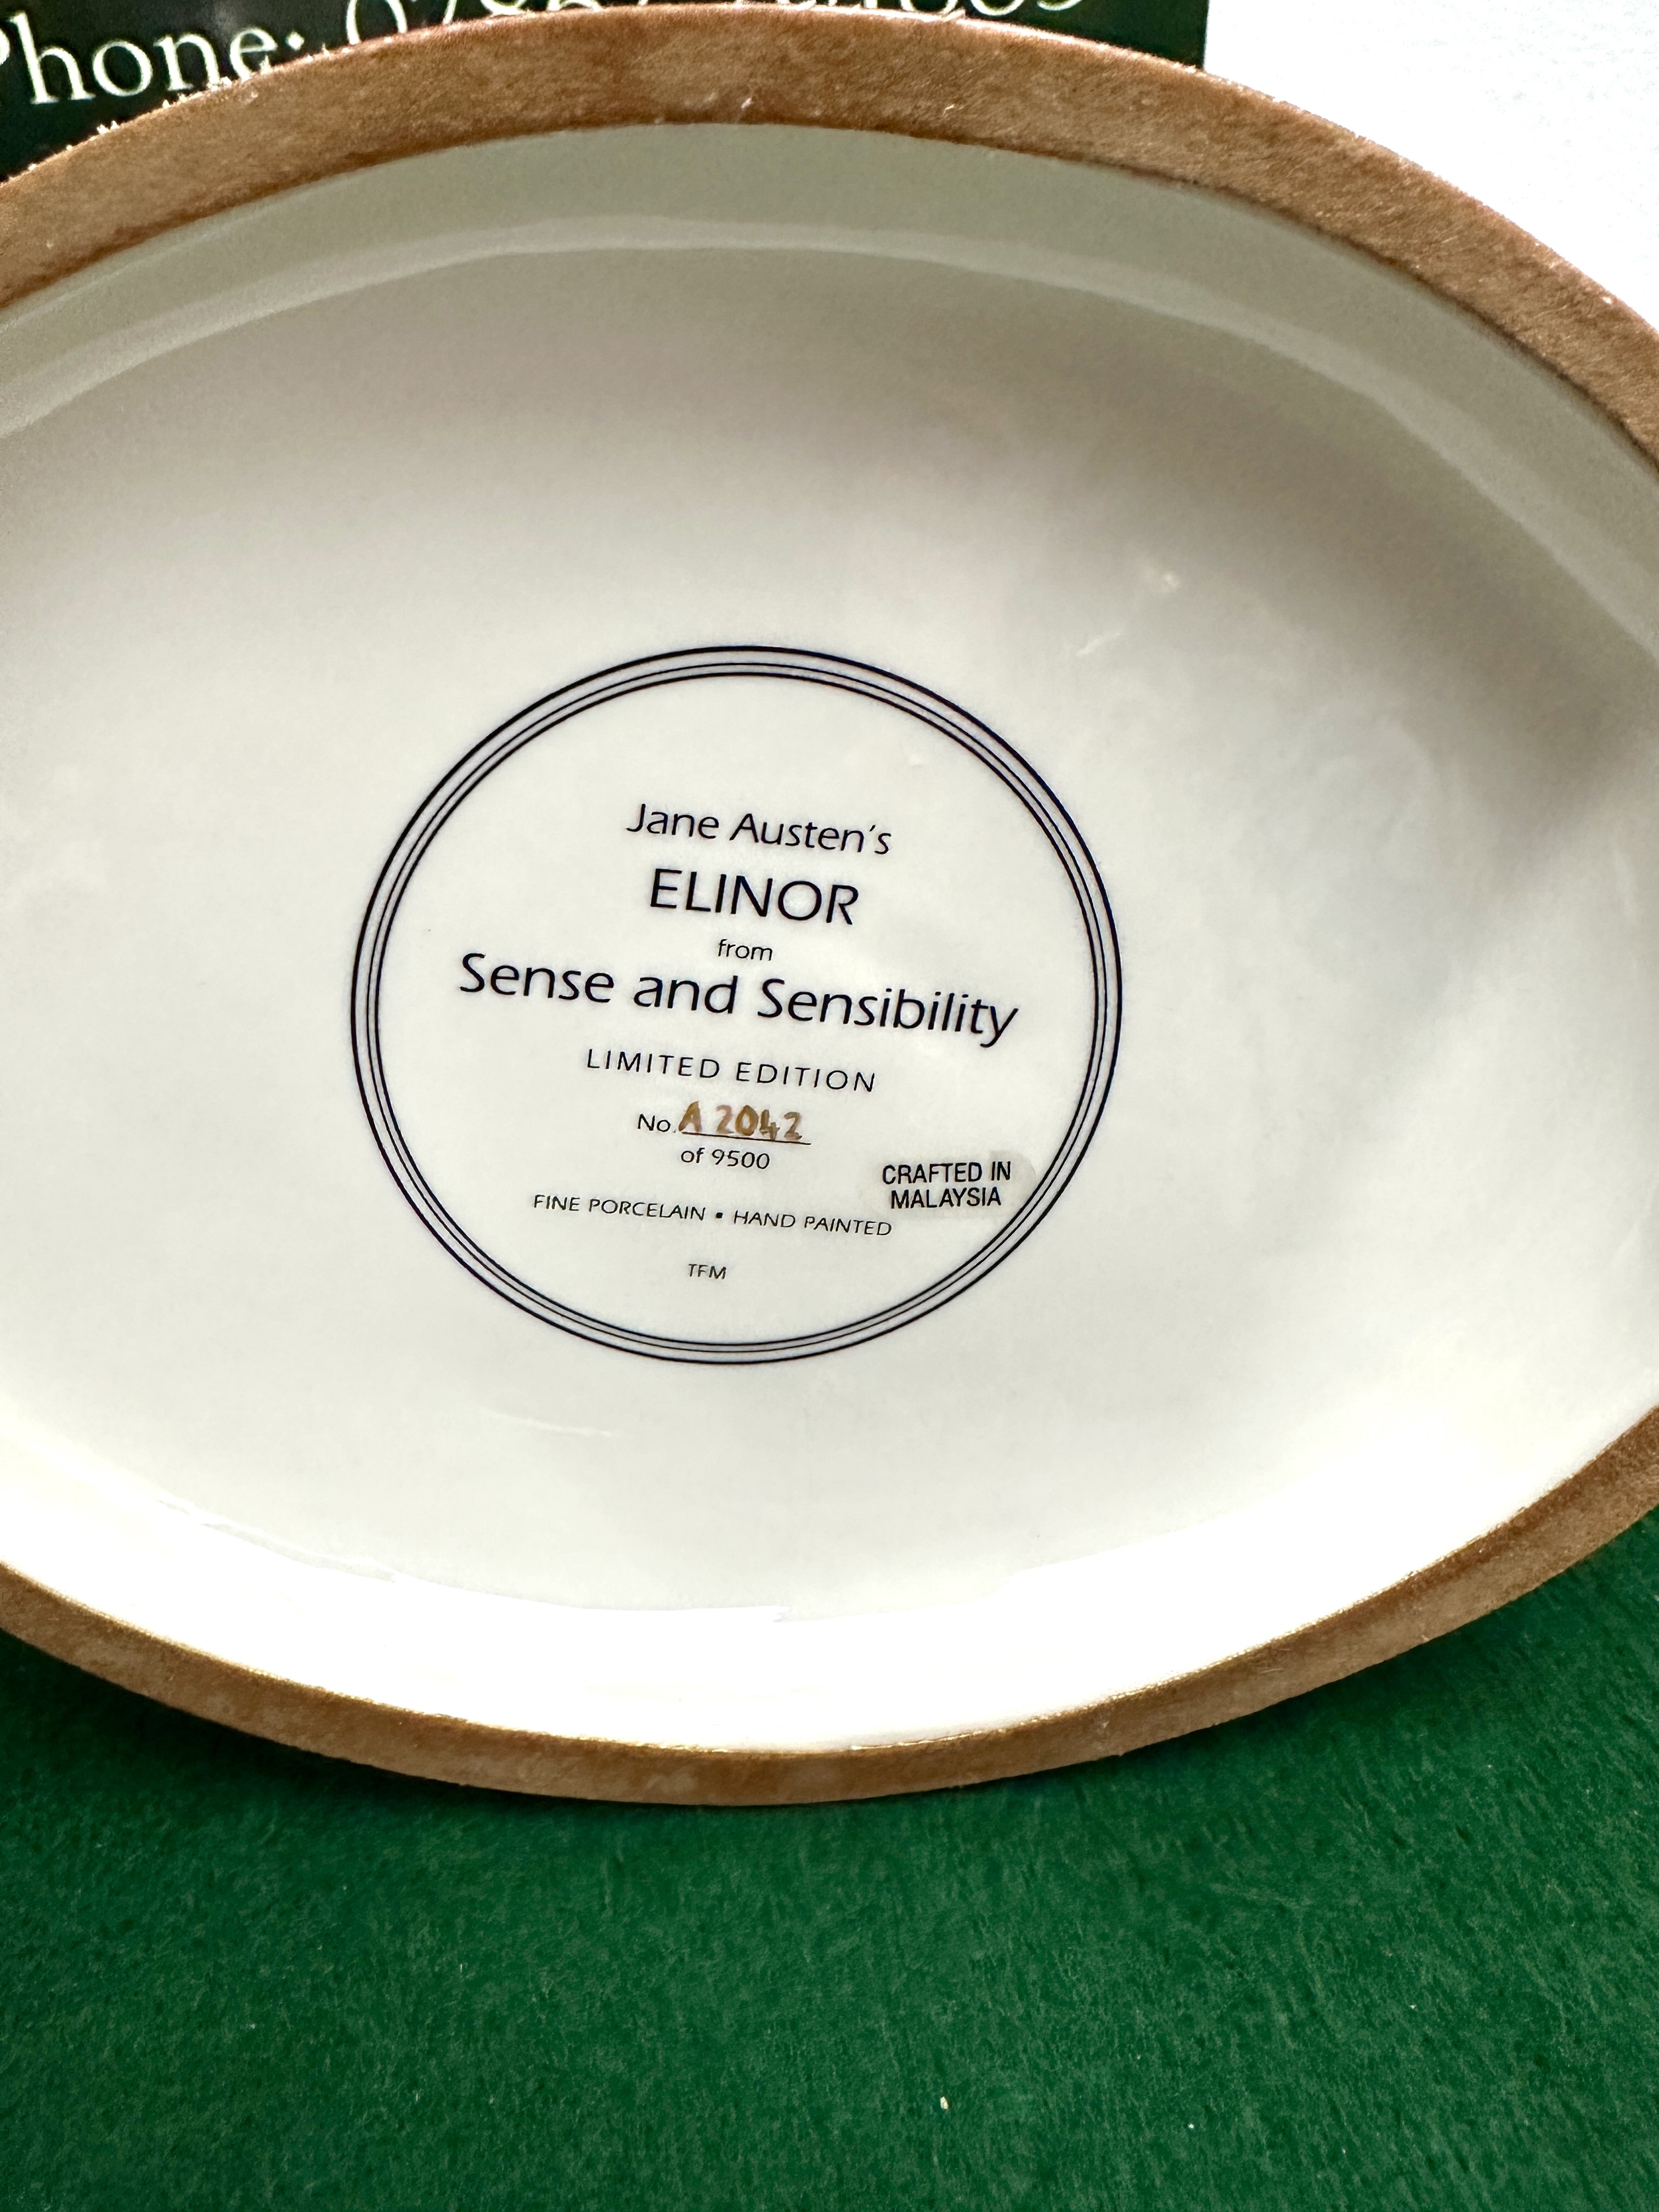 Phone:
Jane Austen's
ELINOR
from
Sense and Sensibility
LIMITED EDITION
No. A 2042
of 9500
CRAFTED IN
MALAYSIA
FINE PORCELAIN ▪ HAND PAINTED
TFM